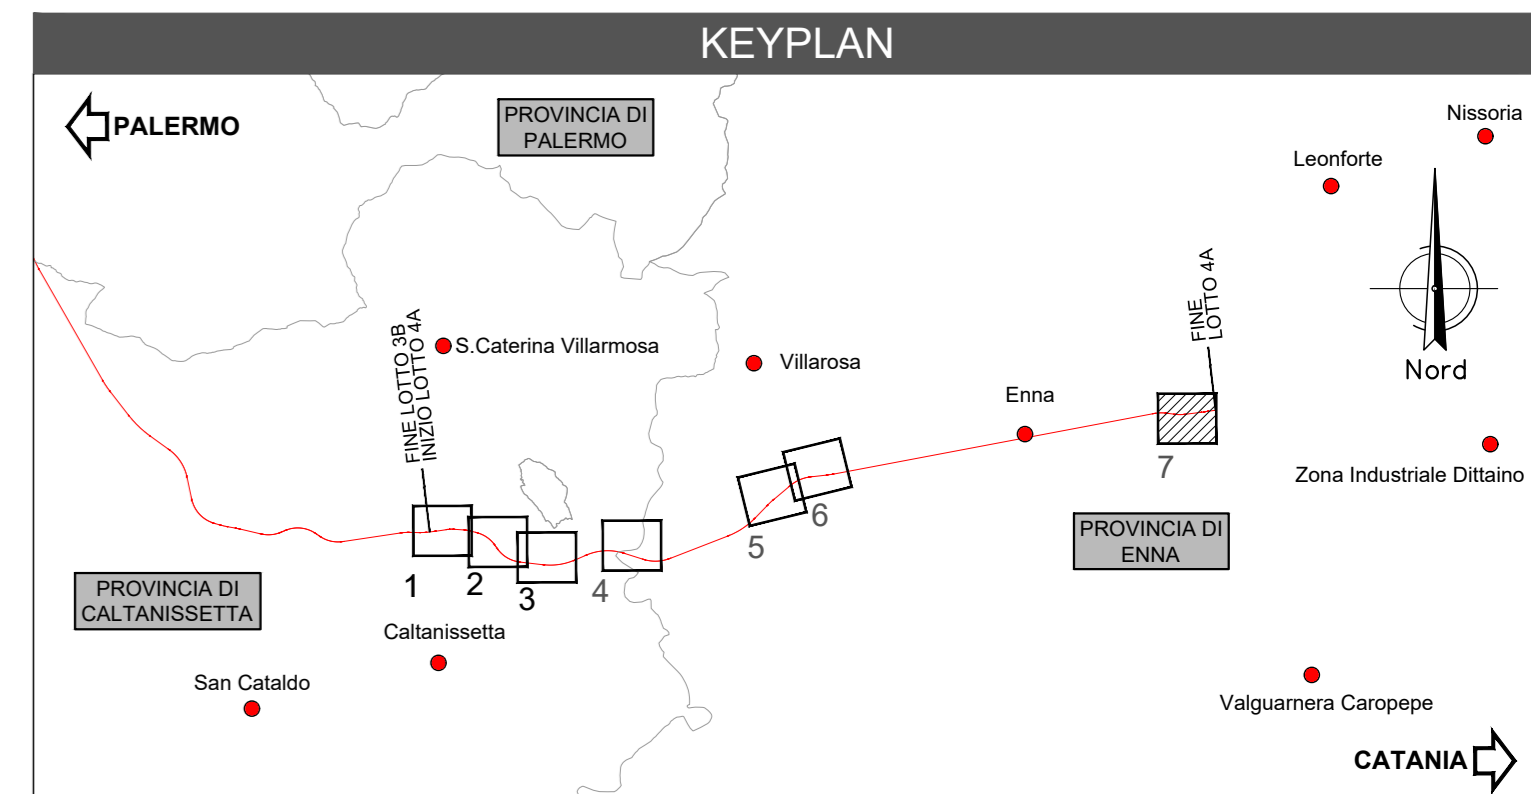 KEYPLAN
PALERMO
PROVINCIA DI
PALERMO
Nissoria
Leonforte
FINE LOTTO 3B
INIZIO LOTTO 4A
S.Caterina Villarmosa
Villarosa
Enna
FINE
LOTTO 4A
Nord
Zona Industriale Dittaino
1
2
3
4
5
6
7
PROVINCIA DI
ENNA
PROVINCIA DI
CALTANISSETTA
Caltanissetta
San Cataldo
Valguarnera Caropepe
CATANIA